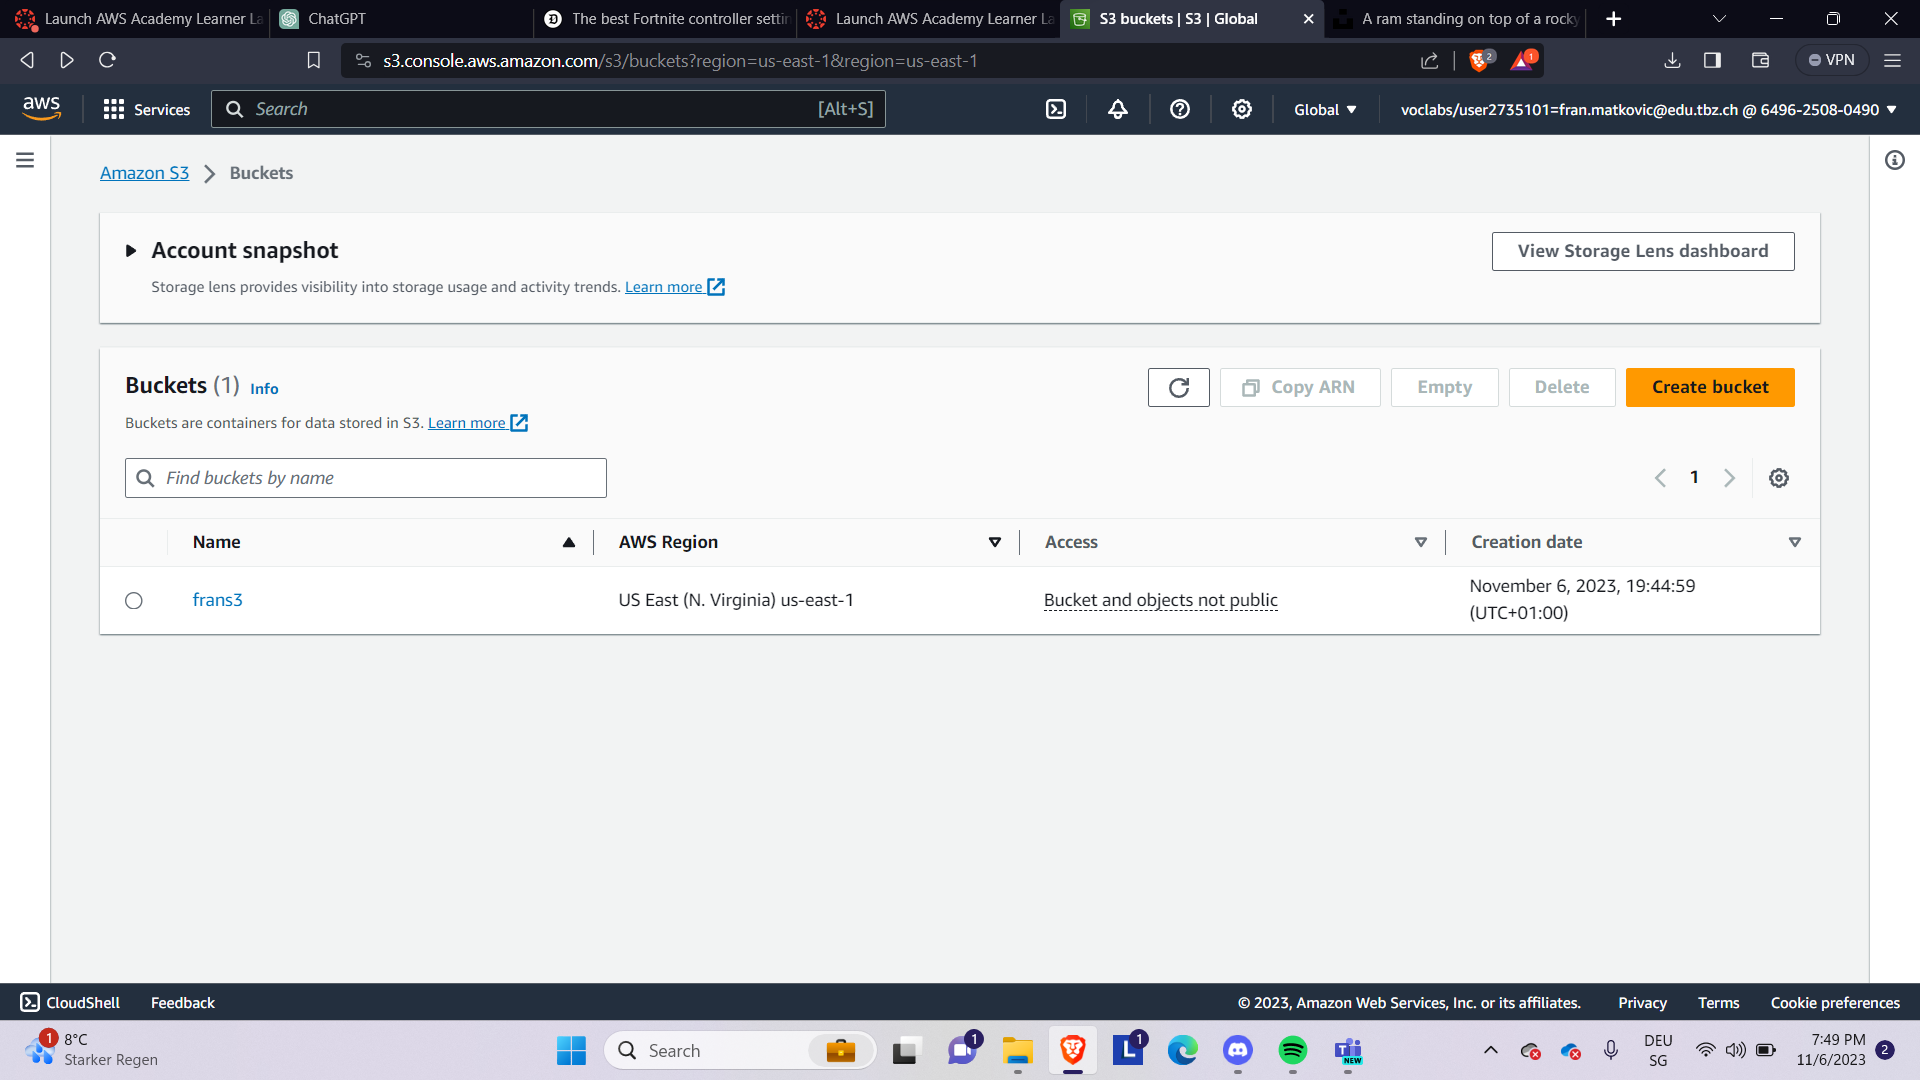 Launch AWS Academy Learner La
ChatGPT
The best Fortnite controller settin
Launch AWS Academy Learner La
S3 buckets | S3 | Global
A ram standing on top of a rocky
s3.console.aws.amazon.com/s3/buckets?region=us-east-1&region=us-east-1
2
1
VPN
aws
Services
Search
[Alt+S]
Global
voclabs/user2735101=fran.matkovic@edu.tbz.ch @ 6496-2508-0490
Amazon S3
Buckets
Account snapshot
View Storage Lens dashboard
Storage lens provides visibility into storage usage and activity trends. Learn more
Buckets (1) Info
Copy ARN
Empty
Delete
Create bucket
Buckets are containers for data stored in S3. Learn more
Find buckets by name
1
Name
AWS Region
Access
Creation date
frans3
US East (N. Virginia) us-east-1
Bucket and objects not public
November 6, 2023, 19:44:59
(UTC+01:00)
CloudShell
Feedback
© 2023, Amazon Web Services, Inc. or its affiliates.
Privacy
Terms
Cookie preferences
1
8°C
Starker Regen
Search
1
L
1
NEW
DEU
SG
7:49 PM
11/6/2023
2